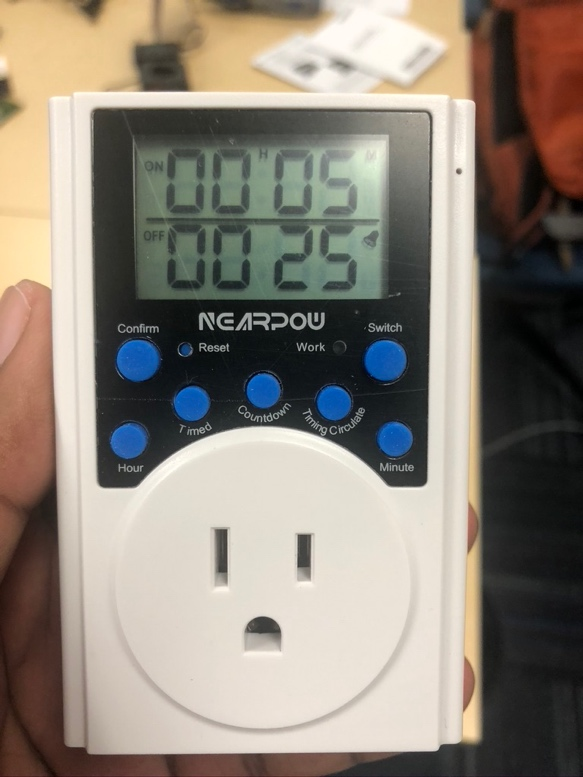 ON 00 H 05 M
OFF 00 25
NEARPOW
Confirm
Switch
Reset
Work
Timed
Countdown
Timing Circulate
Hour
Minute